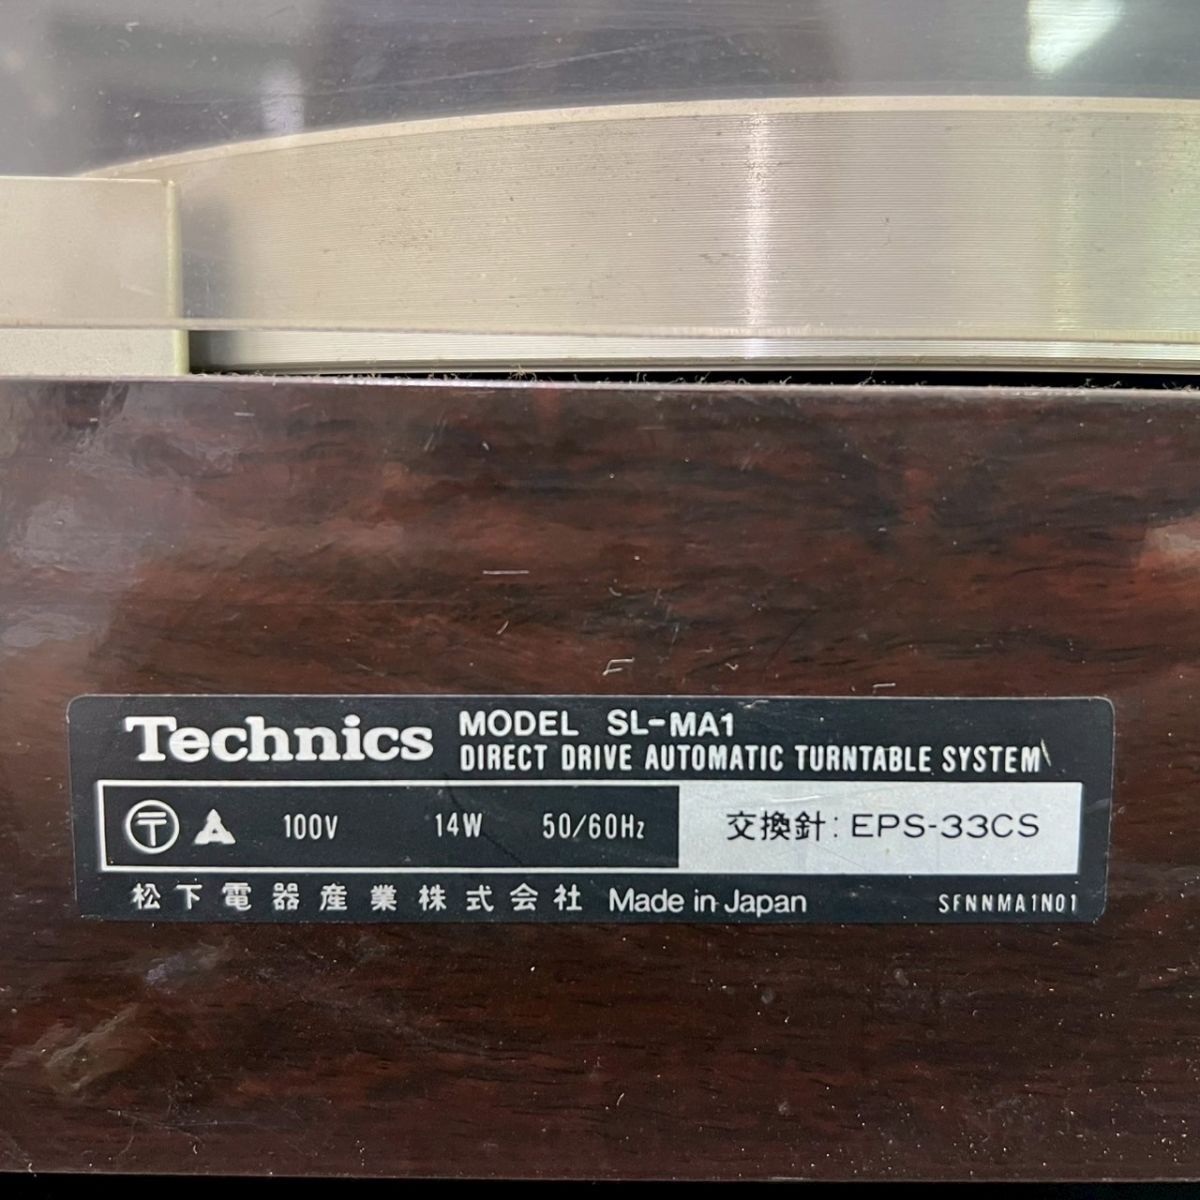 Technics MODEL SL-MA1
DIRECT DRIVE AUTOMATIC TURNTABLE SYSTEM
〒 100V 14W 50/60Hz 交換針: EPS-33CS
松下電器産業株式会社 Made in Japan SFNNMA1N01